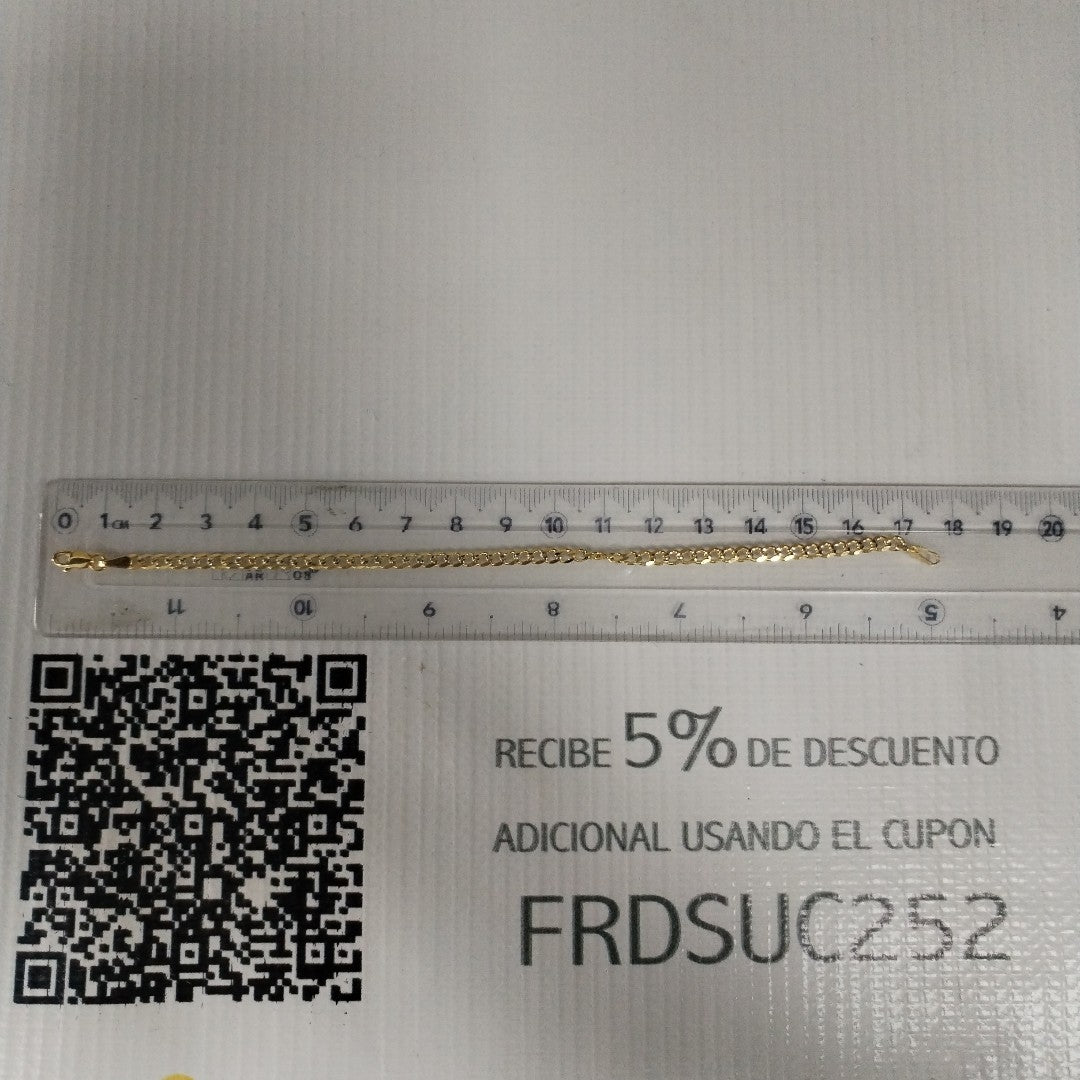 0 1CM 2 3 4 5 6 7 8 9 10 11 12 13 14 15 16 17 18 19 20
11 10 9 8 7 6 5 4
RECIBE 5% DE DESCUENTO
ADICIONAL USANDO EL CUPON
FRDSUC252